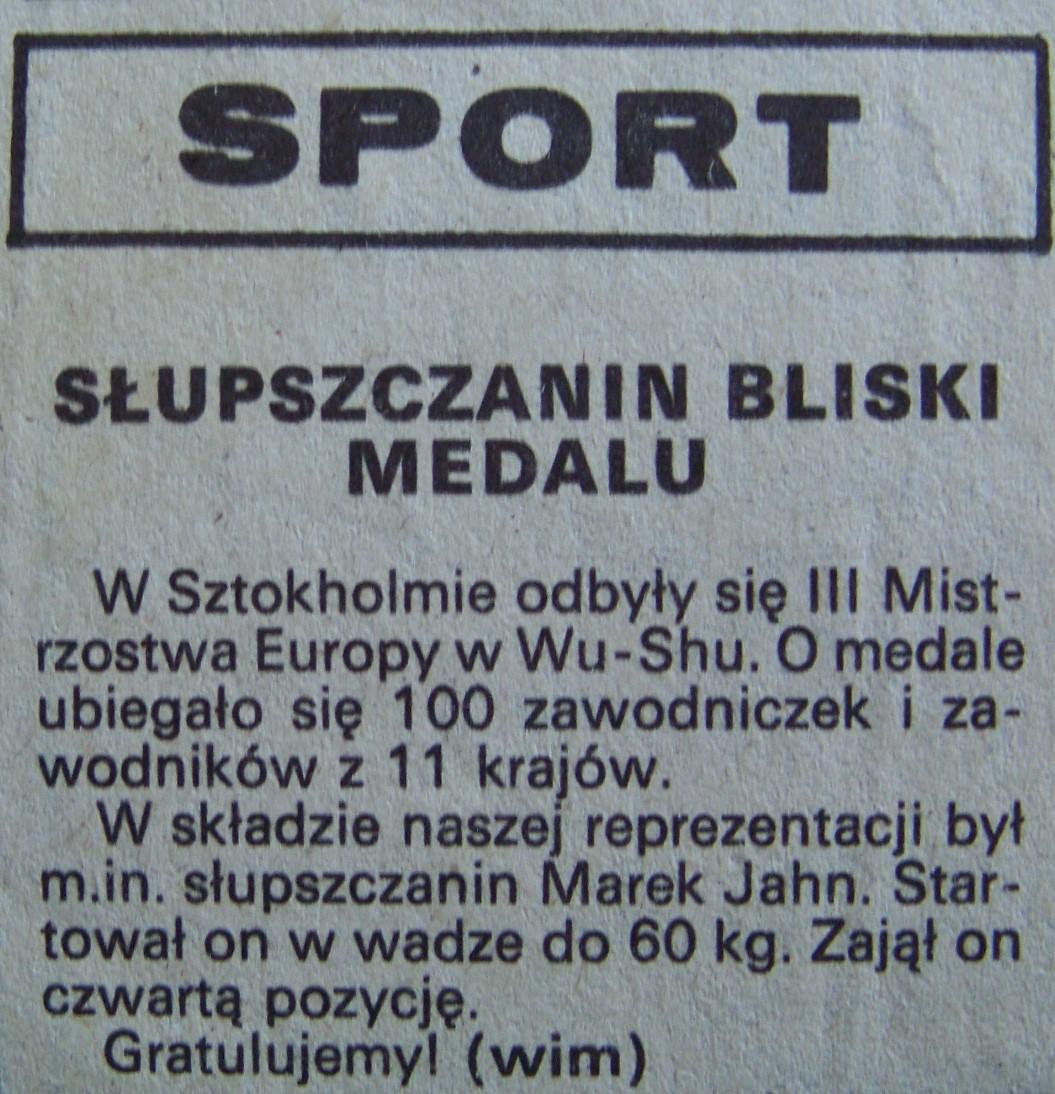 SPORT
SŁUPSZCZANIN BLISKI
MEDALU
W Sztokholmie odbyły się III Mist-
rzostwa Europy w Wu-Shu. O medale
ubiegało się 100 zawodniczek i za-
wodników z 11 krajów.
W składzie naszej reprezentacji był
m.in. słupszczanin Marek Jahn. Star-
tował on w wadze do 60 kg. Zajął on
czwartą pozycję.
Gratulujemy! (wim)